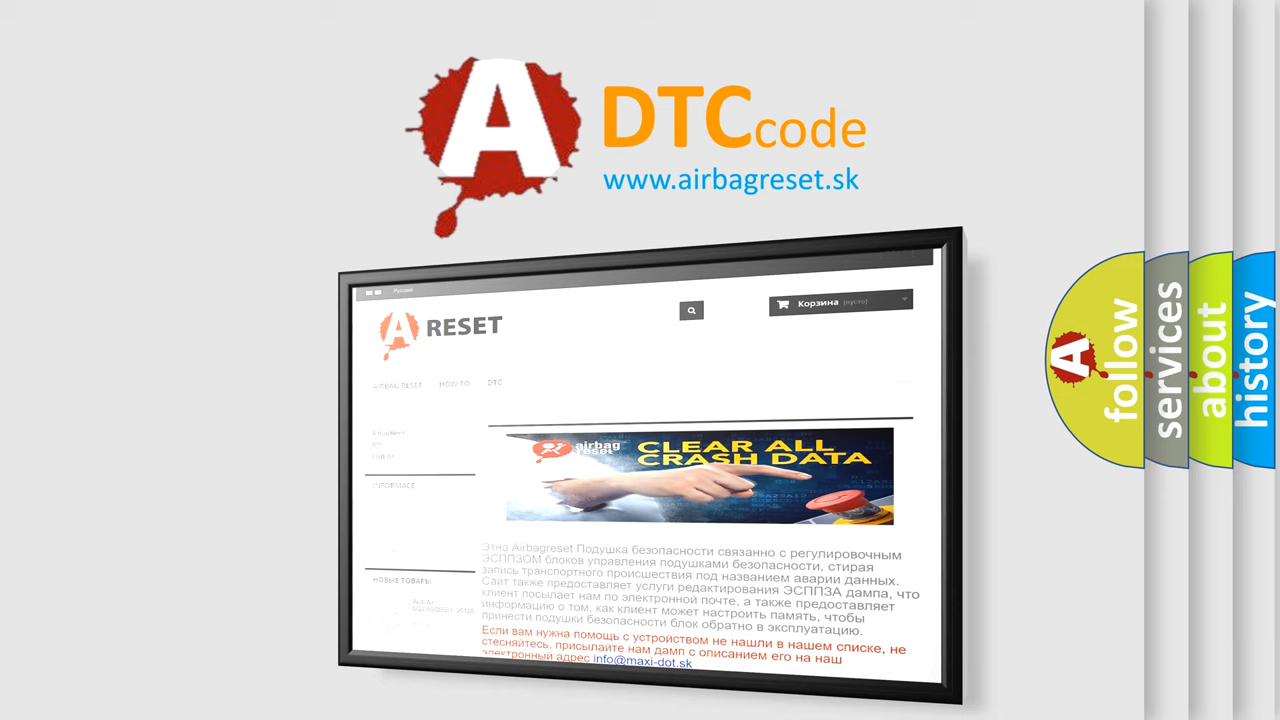 A DTC code
www.airbagreset.sk
Русский
A RESET
Корзина (пусто)
AIRBAG RESET HOW TO DTC
Airbag Reset
DTC
INFORMACE
airbag
reset
CLEAR ALL
CRASH DATA
НОВЫЕ ТОВАРЫ
Этно Airbagreset Подушка безопасности связанно с регулировочным
ЭСППЗОМ блоков управления подушками безопасности, стирая
запись транспортного происшествия под названием аварии данных.
Сайт также предоставляет услуги редактирования ЭСППЗА дампа, что
клиент посылает нам по электронной почте, а также предоставляет
информацию о том, как клиент может настроить память, чтобы
принести подушки безопасности блок обратно в эксплуатацию.
Если вам нужна помощь с устройством не нашли в нашем списке, не
стесняйтесь, присылайте нам дамп с описанием его на наш
электронный адрес info@maxi-dot.sk
A follow
services
about
history